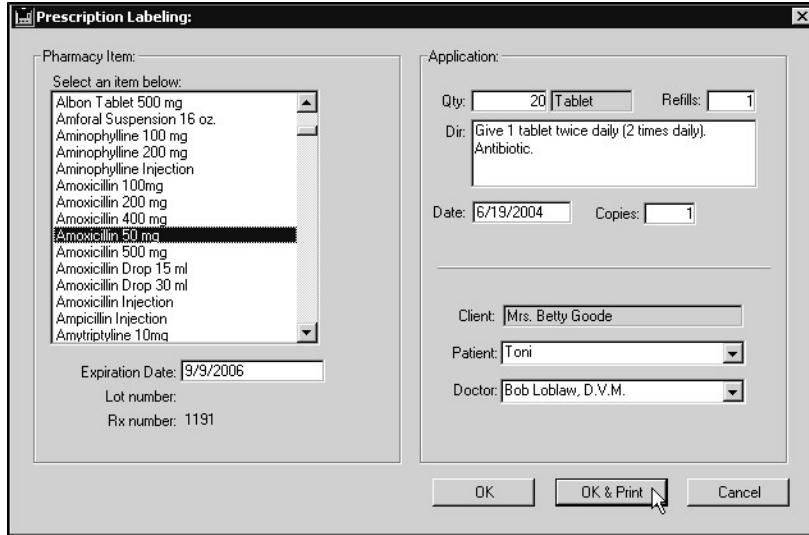 Prescription Labeling:
Pharmacy Item:
Select an item below:
Albon Tablet 500 mg
Amforal Suspension 16 oz.
Aminophylline 100 mg
Aminophylline 200 mg
Aminophylline Injection
Amoxicillin 100mg
Amoxicillin 200 mg
Amoxicillin 400 mg
Amoxicillin 50 mg
Amoxicillin 500 mg
Amoxicillin Drop 15 ml
Amoxicillin Drop 30 ml
Amoxicillin Injection
Ampicillin Injection
Amytriptyline 10mg
Expiration Date: 9/9/2006
Lot number:
Rx number: 1191
Application:
Qty: 20 Tablet Refills: 1
Dir: Give 1 tablet twice daily (2 times daily).
Antibiotic.
Date: 6/19/2004 Copies: 1
Client: Mrs. Betty Goode
Patient: Toni
Doctor: Bob Loblaw, D.V.M.
OK OK & Print Cancel